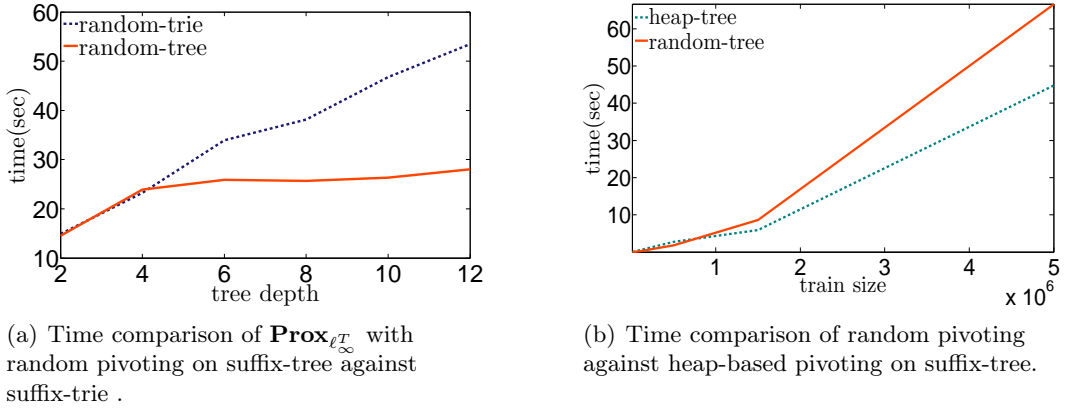 60
50
40
30
20
10
time(sec)
random-trie
random-tree
2 4 6 8 10 12
tree depth
(a) Time comparison of Prox_{ℓ_∞^T} with
random pivoting on suffix-tree against
suffix-trie .
60
50
40
30
20
10
time(sec)
heap-tree
random-tree
1 2 3 4 5
train size
x 10^6
(b) Time comparison of random pivoting
against heap-based pivoting on suffix-tree.